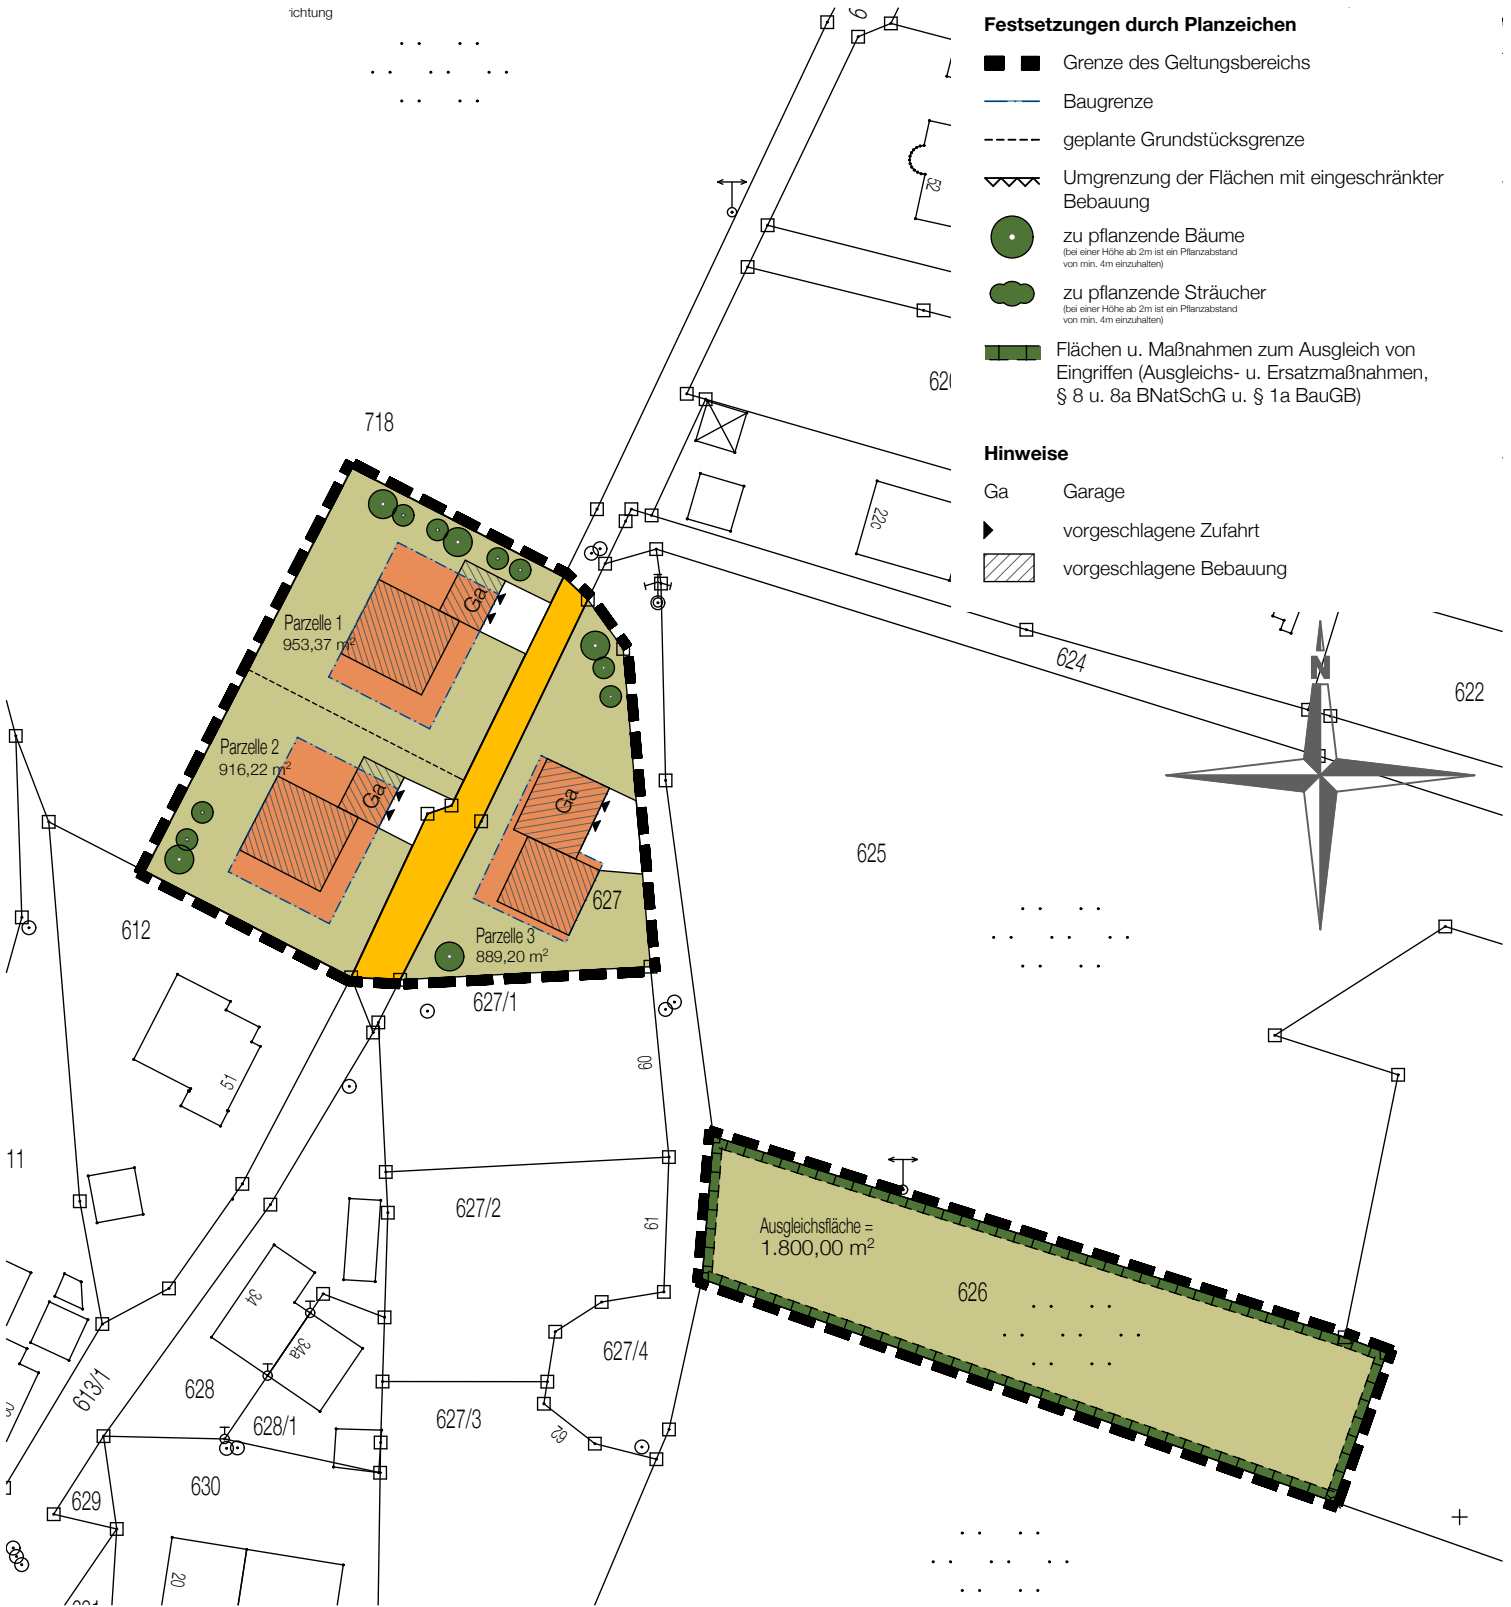 Festsetzungen durch Planzeichen
Grenze des Geltungsbereichs
Baugrenze
geplante Grundstücksgrenze
Umgrenzung der Flächen mit eingeschränkter
Bebauung
zu pflanzende Bäume
(bei einer Höhe ab 2m ist ein Pflanzabstand
von min. 4m einzuhalten)
zu pflanzende Sträucher
(bei einer Höhe ab 2m ist ein Pflanzabstand
von min. 4m einzuhalten)
Flächen u. Maßnahmen zum Ausgleich von
Eingriffen (Ausgleichs- u. Ersatzmaßnahmen,
§ 8 u. 8a BNatSchG u. § 1a BauGB)
Hinweise
Ga Garage
vorgeschlagene Zufahrt
vorgeschlagene Bebauung
52
718
22c
Ga
Parzelle 1
953,37 m²
N
624
622
Parzelle 2
916,22 m²
Ga
Ga
625
627
612
Parzelle 3
889,20 m²
627/1
60
51
11
627/2
61
Ausgleichsfläche =
1.800,00 m²
626
34
34a
627/4
613/1
628
628/1
627/3
62
630
629
20